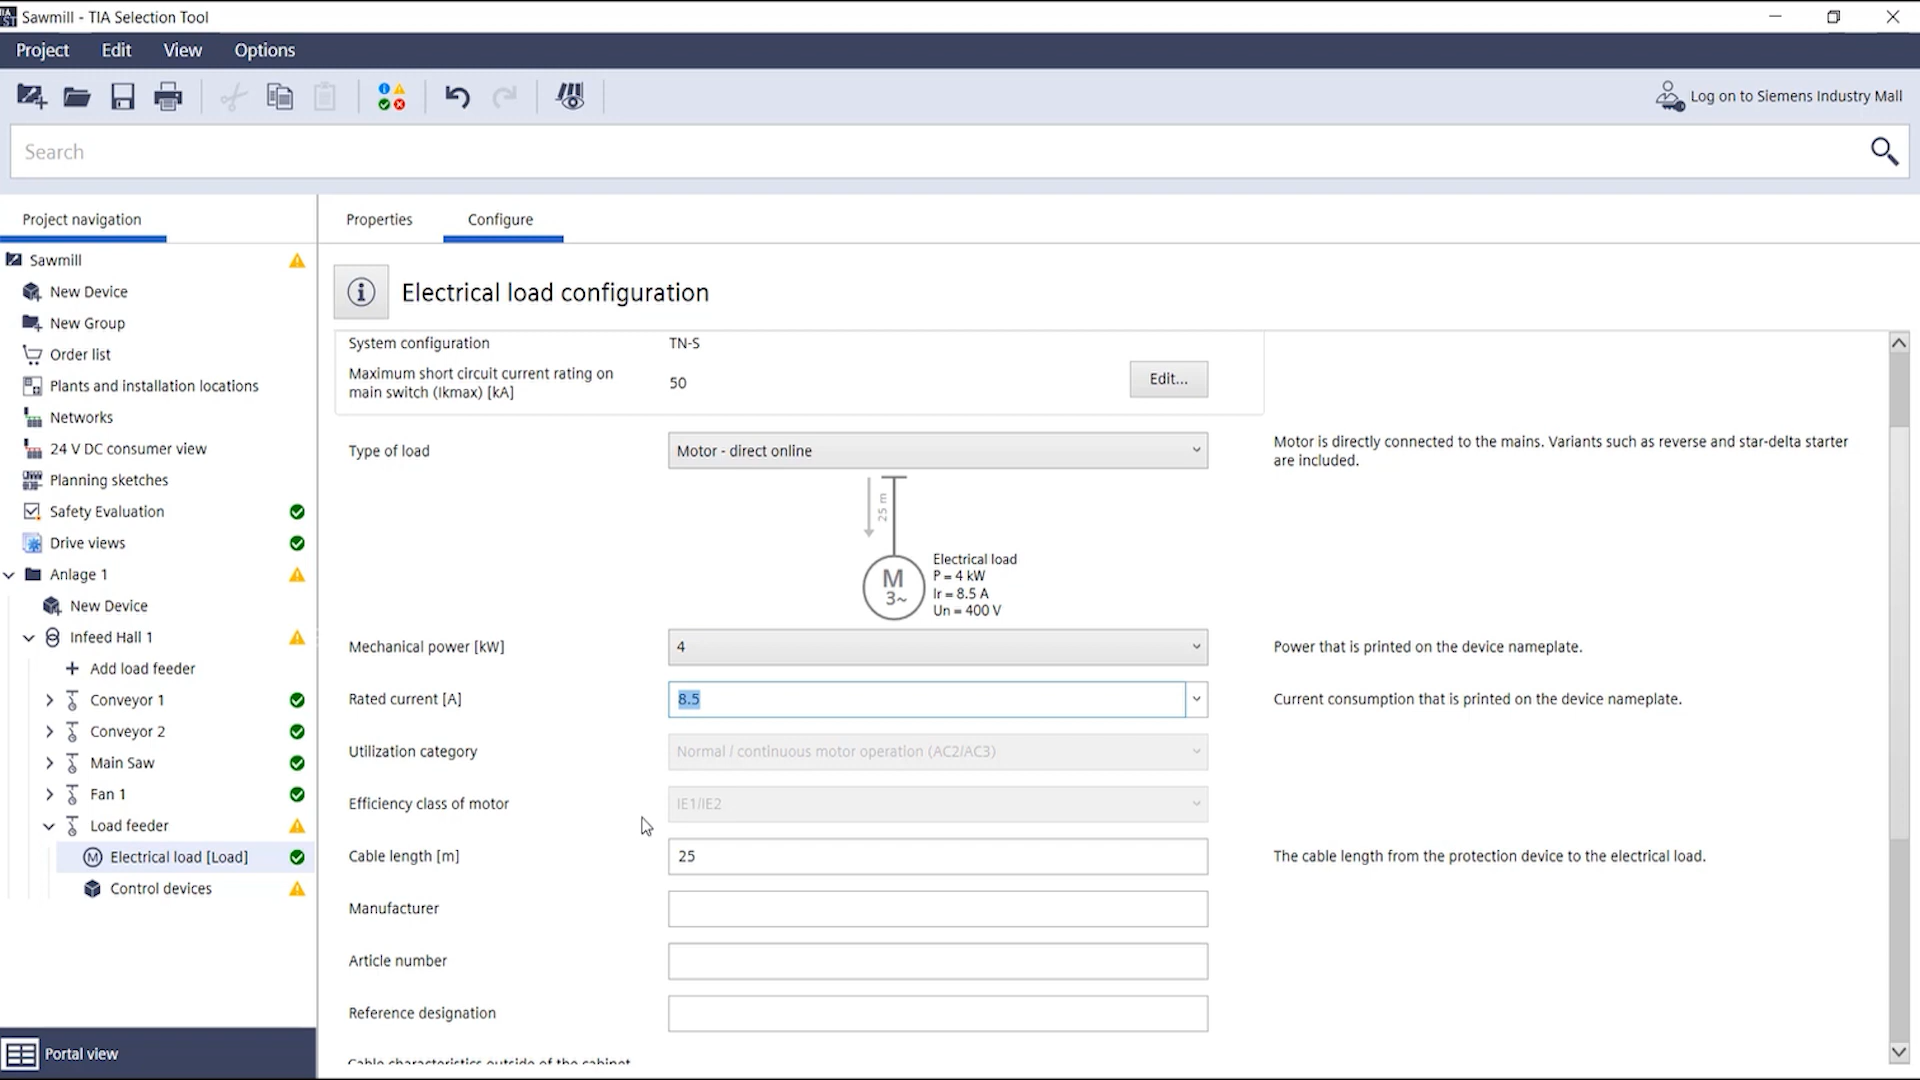 Sawmill - TIA Selection Tool
Project Edit View Options
Log on to Siemens Industry Mall
Search
Project navigation
Sawmill
New Device
New Group
Order list
Plants and installation locations
Networks
24 V DC consumer view
Planning sketches
Safety Evaluation
Drive views
Anlage 1
New Device
Infeed Hall 1
Add load feeder
Conveyor 1
Conveyor 2
Main Saw
Fan 1
Load feeder
Electrical load [Load]
Control devices
Portal view
Properties Configure
Electrical load configuration
System configuration TN-S
Maximum short circuit current rating on
main switch (Ikmax) [kA] 50 Edit...
Type of load Motor - direct online
Motor is directly connected to the mains. Variants such as reverse and star-delta starter
are included.
25 m
M
3~
Electrical load
P = 4 kW
Ir = 8.5 A
Un = 400 V
Mechanical power [kW] 4 Power that is printed on the device nameplate.
Rated current [A] 8.5 Current consumption that is printed on the device nameplate.
Utilization category Normal / continuous motor operation (AC2/AC3)
Efficiency class of motor IE1/IE2
Cable length [m] 25 The cable length from the protection device to the electrical load.
Manufacturer
Article number
Reference designation
Cable characteristics outside of the cabinet